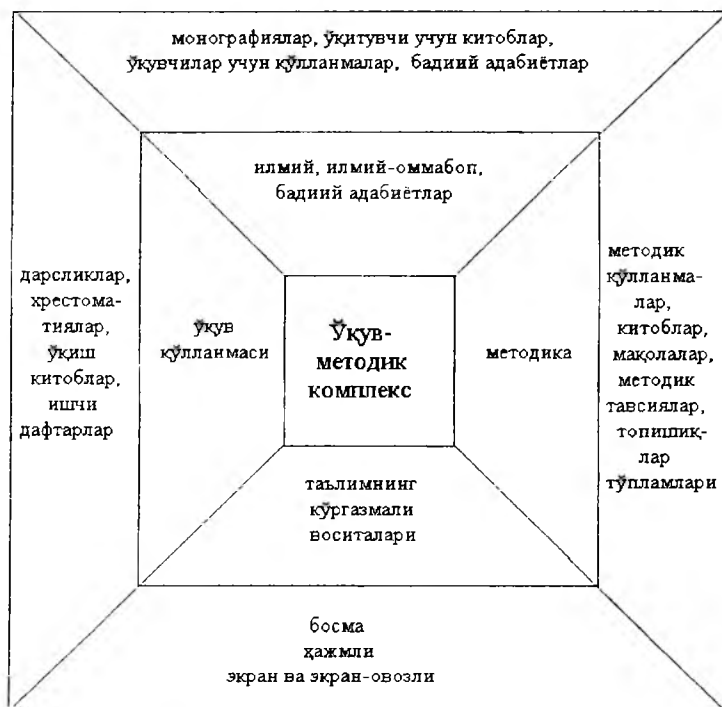 монографиялар, ўқитувчи учун китоблар,
ўқувчилар учун қўлланмалар, бадиий адабиётлар
илмий, илмий-оммабоп,
бадиий адабиётлар
дарсликлар,
хрестома-
тиялар,
ўқиш
китоблар,
ишчи
дафтарлар
ўқув
қўлланмаси
Ўқув-
методик
комплекс
методика
методик
қўлланма-
лар,
китоблар,
мақолалар,
методик
тавсиялар,
топишиқ-
лар
тўпламлари
таълимнинг
кўргазмали
воситалари
босма
ҳажмли
экран ва экран-овозли